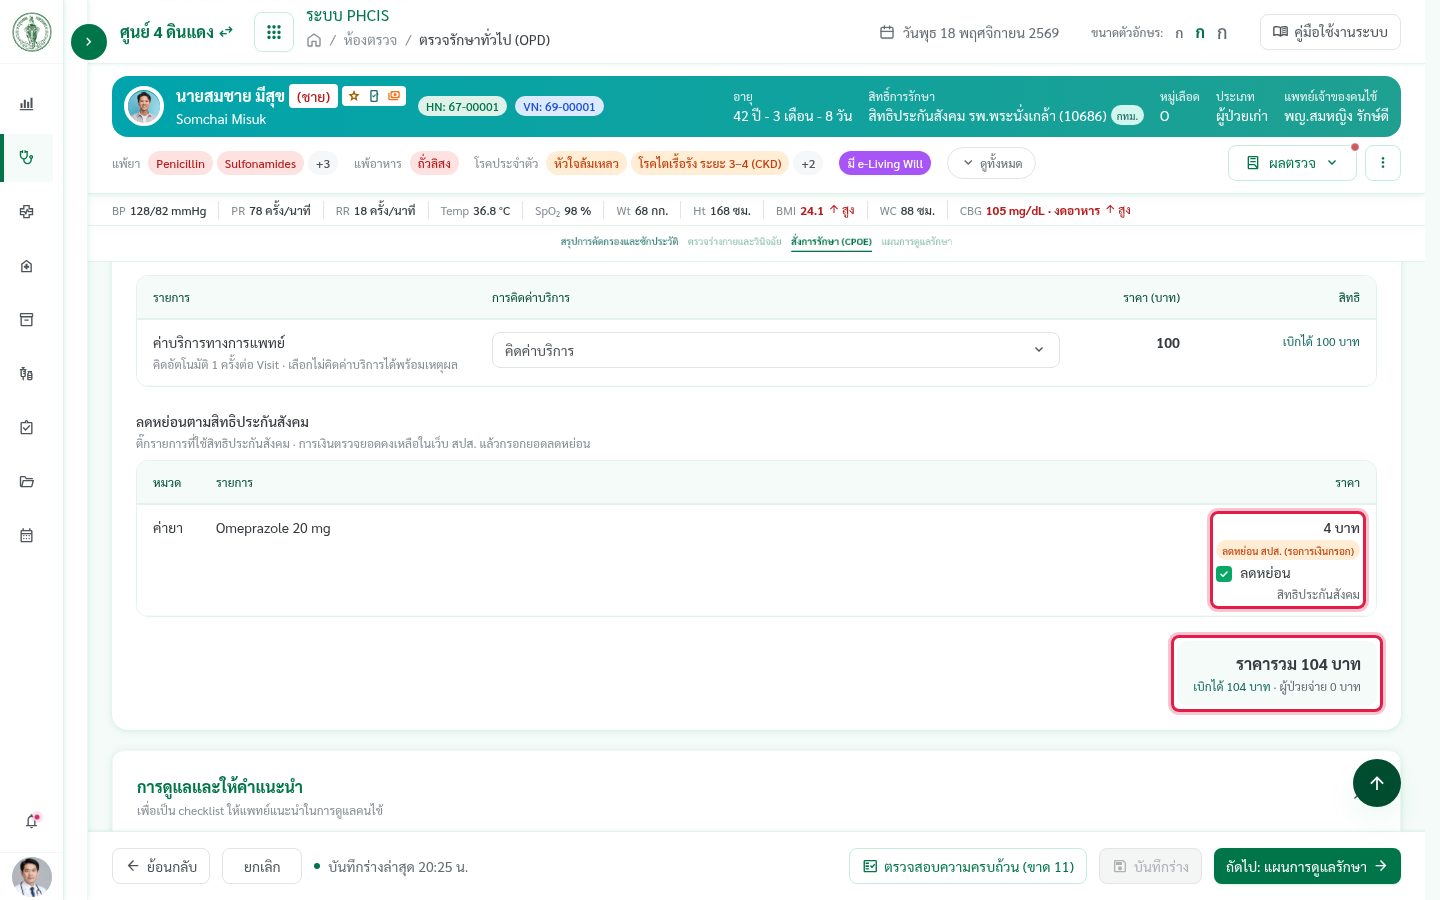 ศูนย์ 4 ดินแดง
ระบบ PHCIS
ห้องตรวจ / ตรวจรักษาทั่วไป (OPD)
วันพุธ 18 พฤศจิกายน 2569
ขนาดตัวอักษร: ก ก ก
คู่มือใช้งานระบบ
นายสมชาย มีสุข (ชาย)
Somchai Misuk
HN: 67-00001
VN: 69-00001
อายุ
42 ปี - 3 เดือน - 8 วัน
สิทธิ์การรักษา
สิทธิประกันสังคม รพ.พระนั่งเกล้า (10686) กทม.
หมู่เลือด
O
ประเภท
ผู้ป่วยเก่า
แพทย์เจ้าของคนไข้
พญ.สมหญิง รักษ์ดี
แพ้ยา Penicillin Sulfonamides +3 แพ้อาหาร ถั่วลิสง โรคประจำตัว หัวใจล้มเหลว โรคไตเรื้อรัง ระยะ 3–4 (CKD) +2 มี e-Living Will ดูทั้งหมด
ผลตรวจ
BP 128/82 mmHg PR 78 ครั้ง/นาที RR 18 ครั้ง/นาที Temp 36.8 °C SpO₂ 98 % Wt 68 กก. Ht 168 ซม. BMI 24.1 ↑ สูง WC 88 ซม. CBG 105 mg/dL · งดอาหาร ↑ สูง
สรุปการคัดกรองและซักประวัติ ตรวจร่างกายและวินิจฉัย สั่งการรักษา (CPOE) แผนการดูแลรักษา
รายการ การคิดค่าบริการ ราคา (บาท) สิทธิ
ค่าบริการทางการแพทย์ คิดค่าบริการ 100 เบิกได้ 100 บาท
คิดอัตโนมัติ 1 ครั้งต่อ Visit · เลือกไม่คิดค่าบริการได้พร้อมเหตุผล
ลดหย่อนตามสิทธิประกันสังคม
ติ๊กรายการที่ใช้สิทธิประกันสังคม · การเงินตรวจยอดคงเหลือในเว็บ สปส. แล้วกรอกยอดลดหย่อน
หมวด รายการ ราคา
ค่ายา Omeprazole 20 mg 4 บาท
ลดหย่อน สปส. (รอการเงินกรอก)
ลดหย่อน
สิทธิประกันสังคม
ราคารวม 104 บาท
เบิกได้ 104 บาท · ผู้ป่วยจ่าย 0 บาท
การดูแลและให้คำแนะนำ
เพื่อเป็น checklist ให้แพทย์แนะนำในการดูแลคนไข้
ย้อนกลับ
ยกเลิก
บันทึกร่างล่าสุด 20:25 น.
ตรวจสอบความครบถ้วน (ขาด 11)
บันทึกร่าง
ถัดไป: แผนการดูแลรักษา